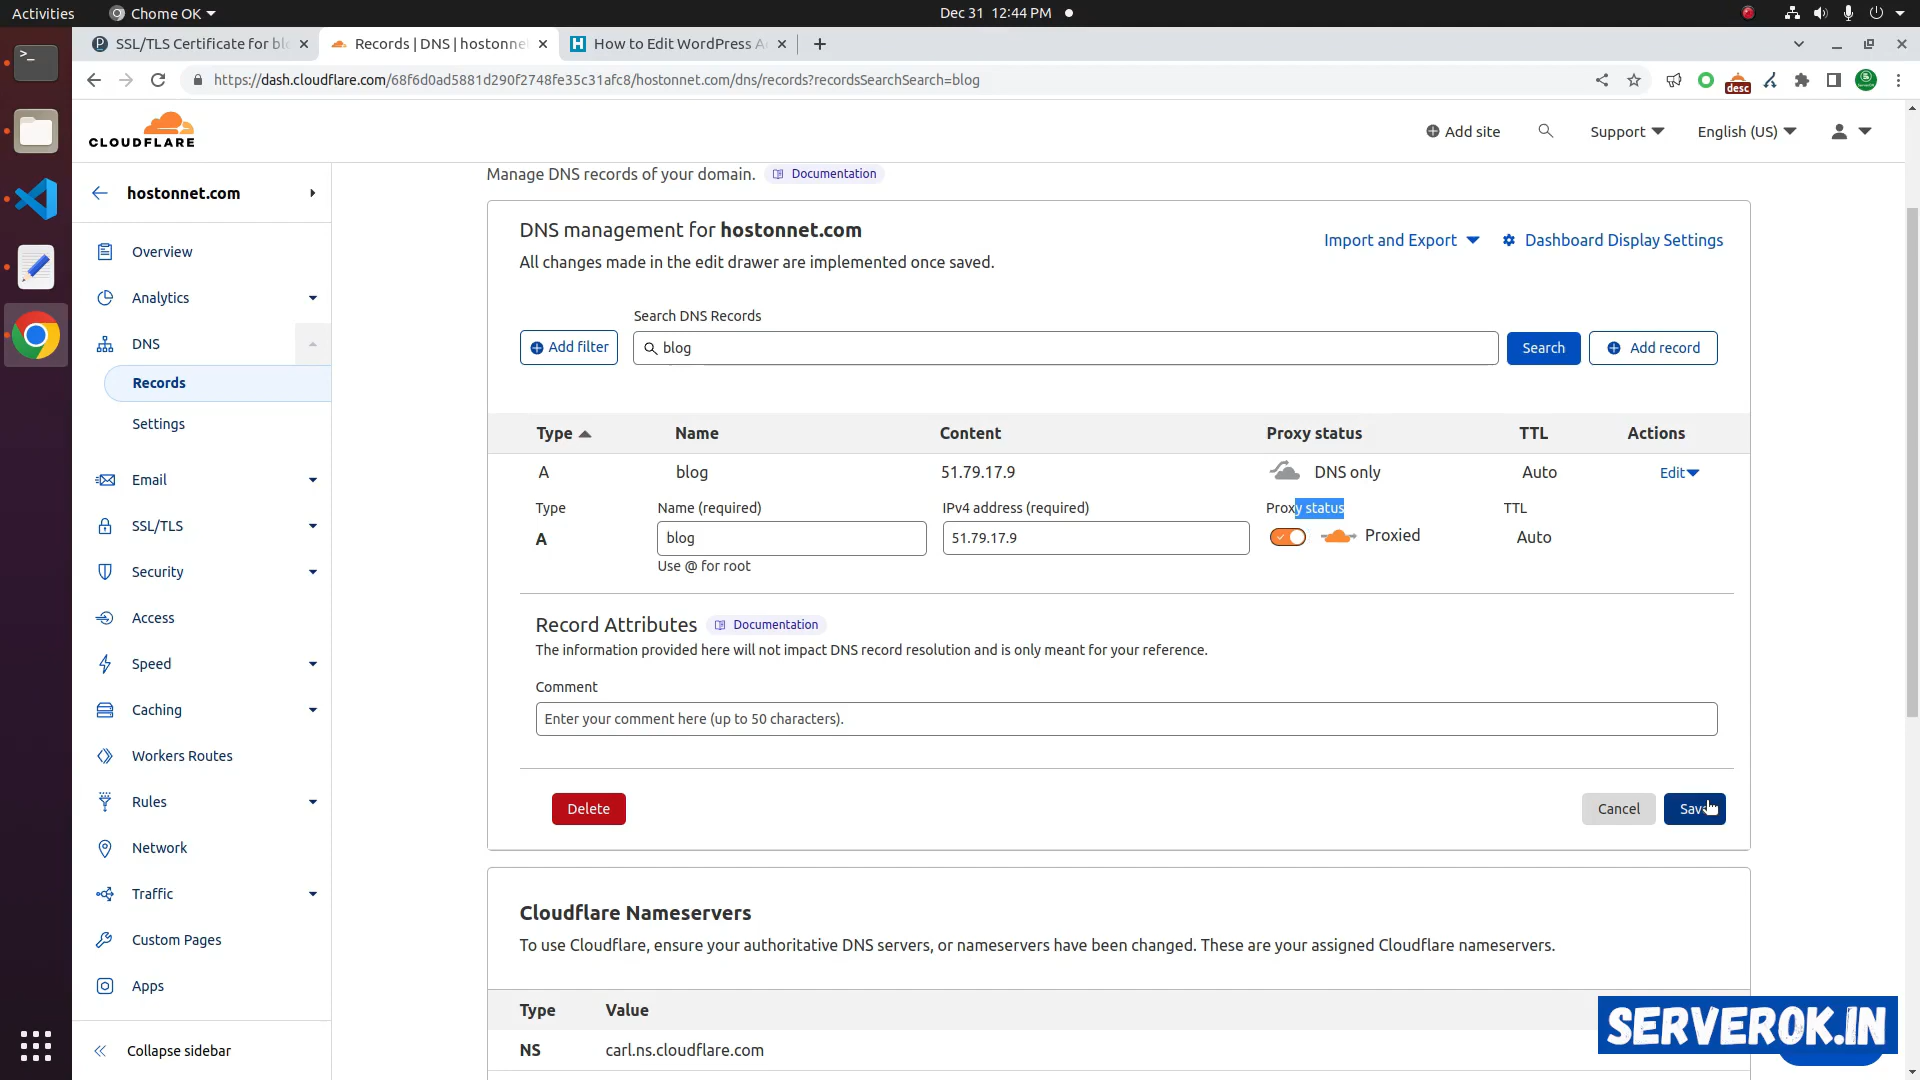 Activities
Chome OK
Dec 31 12:44 PM
SSL/TLS Certificate for blo
Records | DNS | hostonne
How to Edit WordPress A
https://dash.cloudflare.com/68f6d0ad5881d290f2748fe35c31afc8/hostonnet.com/dns/records?recordsSearchSearch=blog
desc
CLOUDFLARE
Add site
Support
English (US)
hostonnet.com
Overview
Analytics
DNS
Records
Settings
Email
SSL/TLS
Security
Access
Speed
Caching
Workers Routes
Rules
Network
Traffic
Custom Pages
Apps
Collapse sidebar
Manage DNS records of your domain. Documentation
DNS management for hostonnet.com
All changes made in the edit drawer are implemented once saved.
Import and Export
Dashboard Display Settings
Search DNS Records
Add filter
blog
Search
Add record
Type Name Content Proxy status TTL Actions
A blog 51.79.17.9 DNS only Auto Edit
Type Name (required) IPv4 address (required) Proxy status TTL
A blog 51.79.17.9 Proxied Auto
Use @ for root
Record Attributes Documentation
The information provided here will not impact DNS record resolution and is only meant for your reference.
Comment
Enter your comment here (up to 50 characters).
Delete
Cancel
Save
Cloudflare Nameservers
To use Cloudflare, ensure your authoritative DNS servers, or nameservers have been changed. These are your assigned Cloudflare nameservers.
Type Value
NS carl.ns.cloudflare.com
SERVEROK.IN